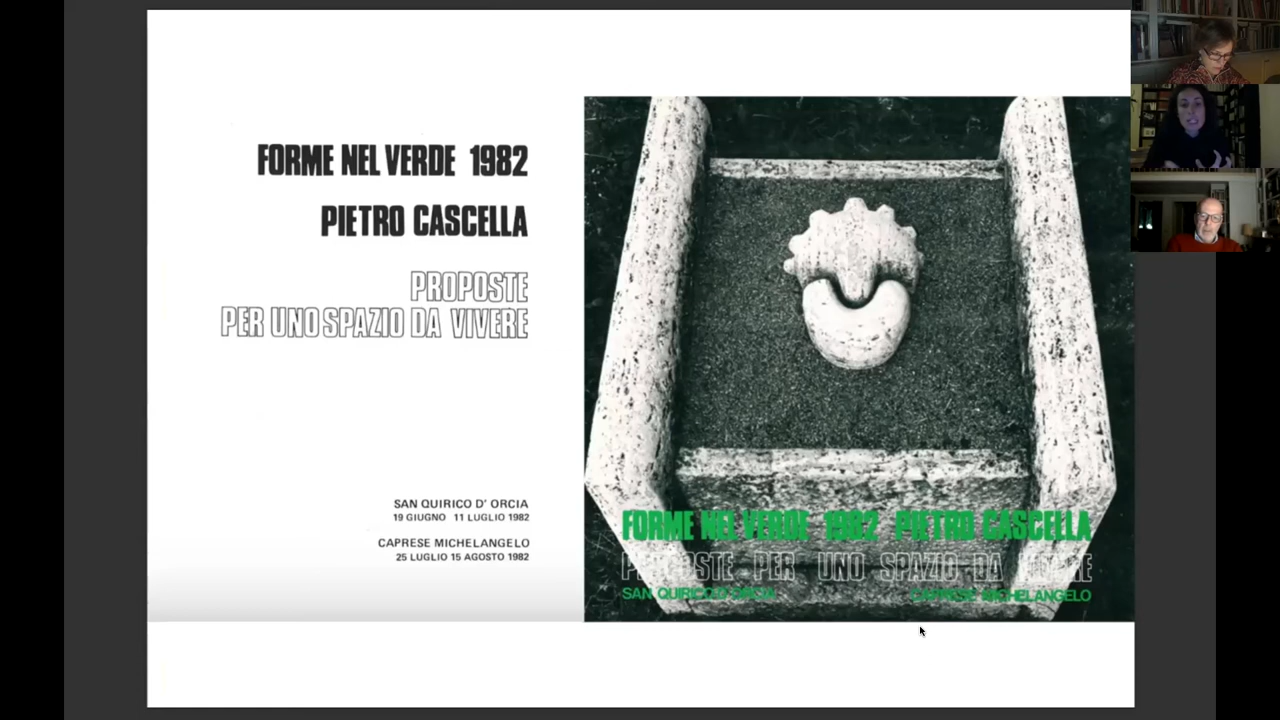 FORME NEL VERDE 1982
PIETRO CASCELLA
PROPOSTE
PER UNO SPAZIO DA VIVERE
SAN QUIRICO D' ORCIA
19 GIUGNO 11 LUGLIO 1982
CAPRESE MICHELANGELO
25 LUGLIO 15 AGOSTO 1982
FORME NEL VERDE 1982 PIETRO CASCELLA
PROPOSTE PER UNO SPAZIO DA VIVERE
SAN QUIRICO D'ORCIA CAPRESE MICHELANGELO